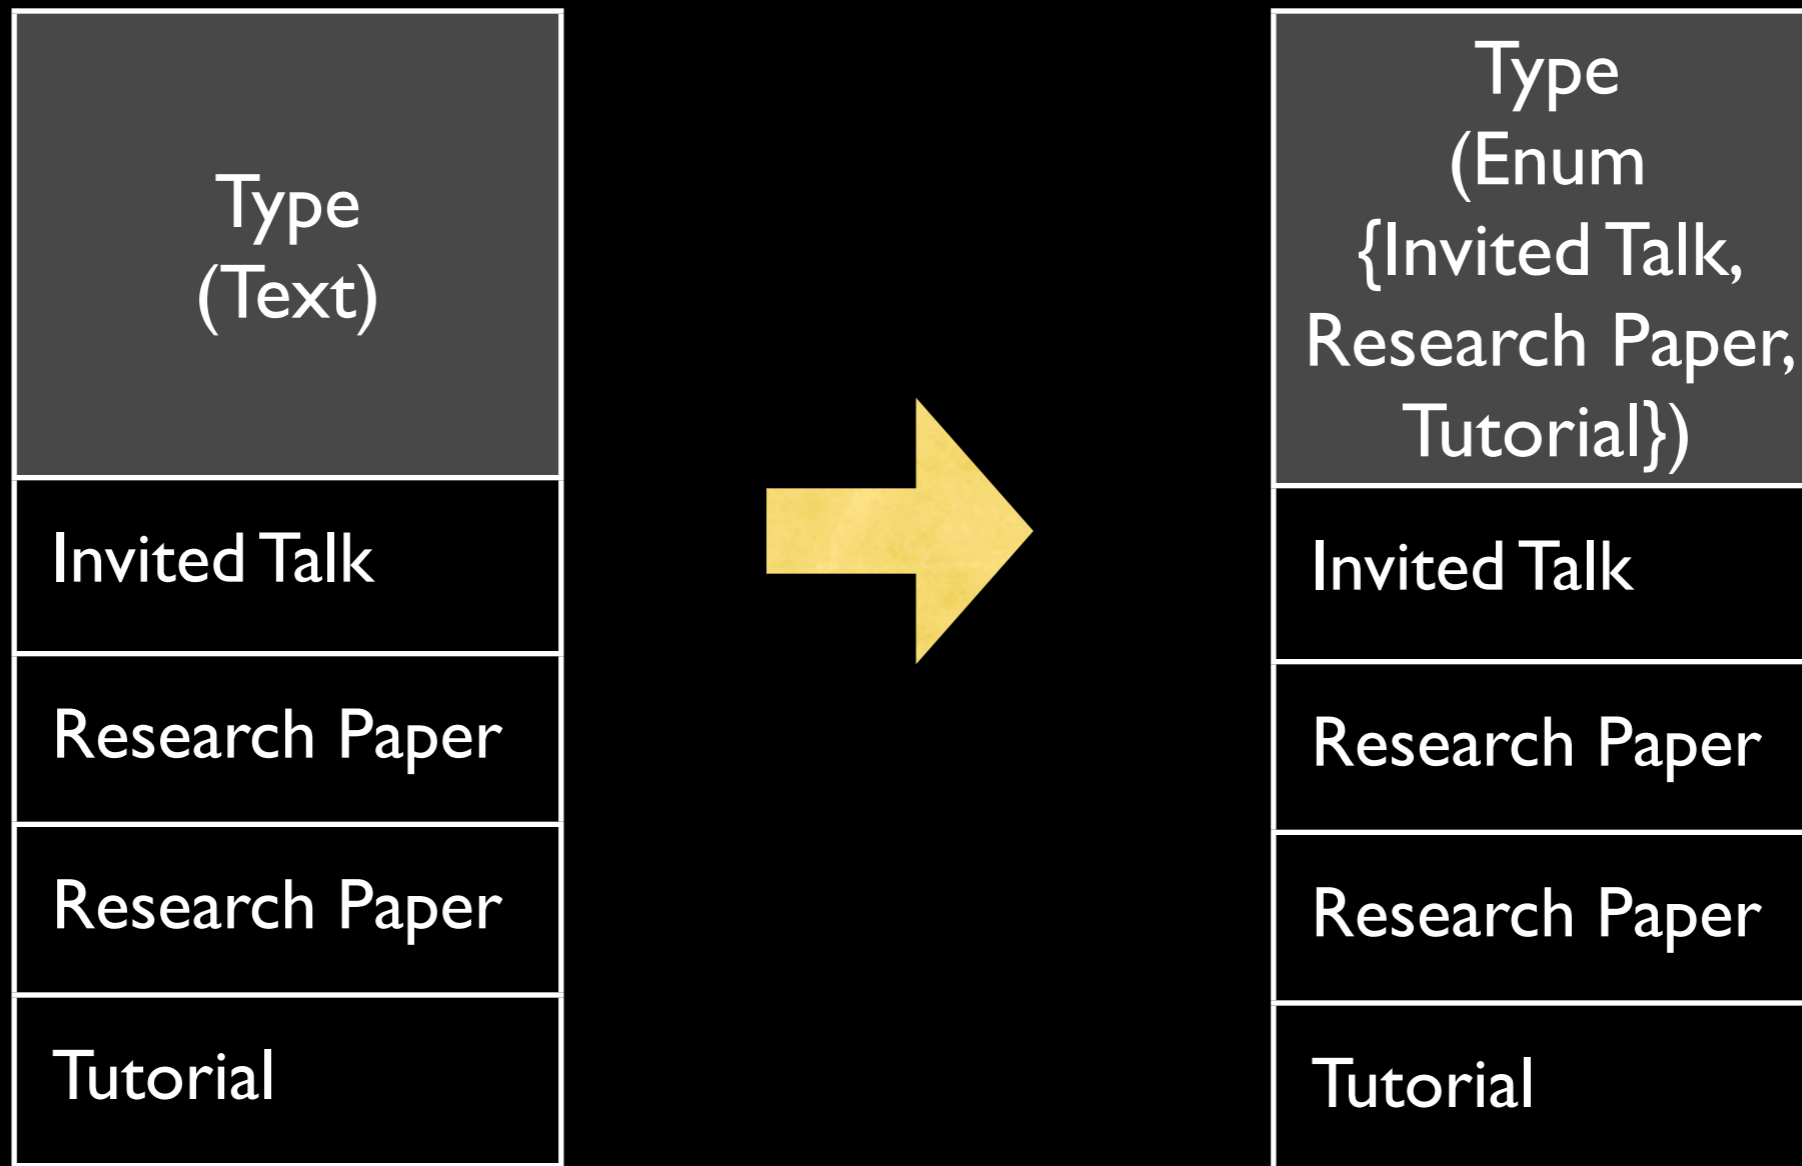 Type
(Text)
Invited Talk
Research Paper
Research Paper
Tutorial
Type
(Enum
{Invited Talk,
Research Paper,
Tutorial})
Invited Talk
Research Paper
Research Paper
Tutorial